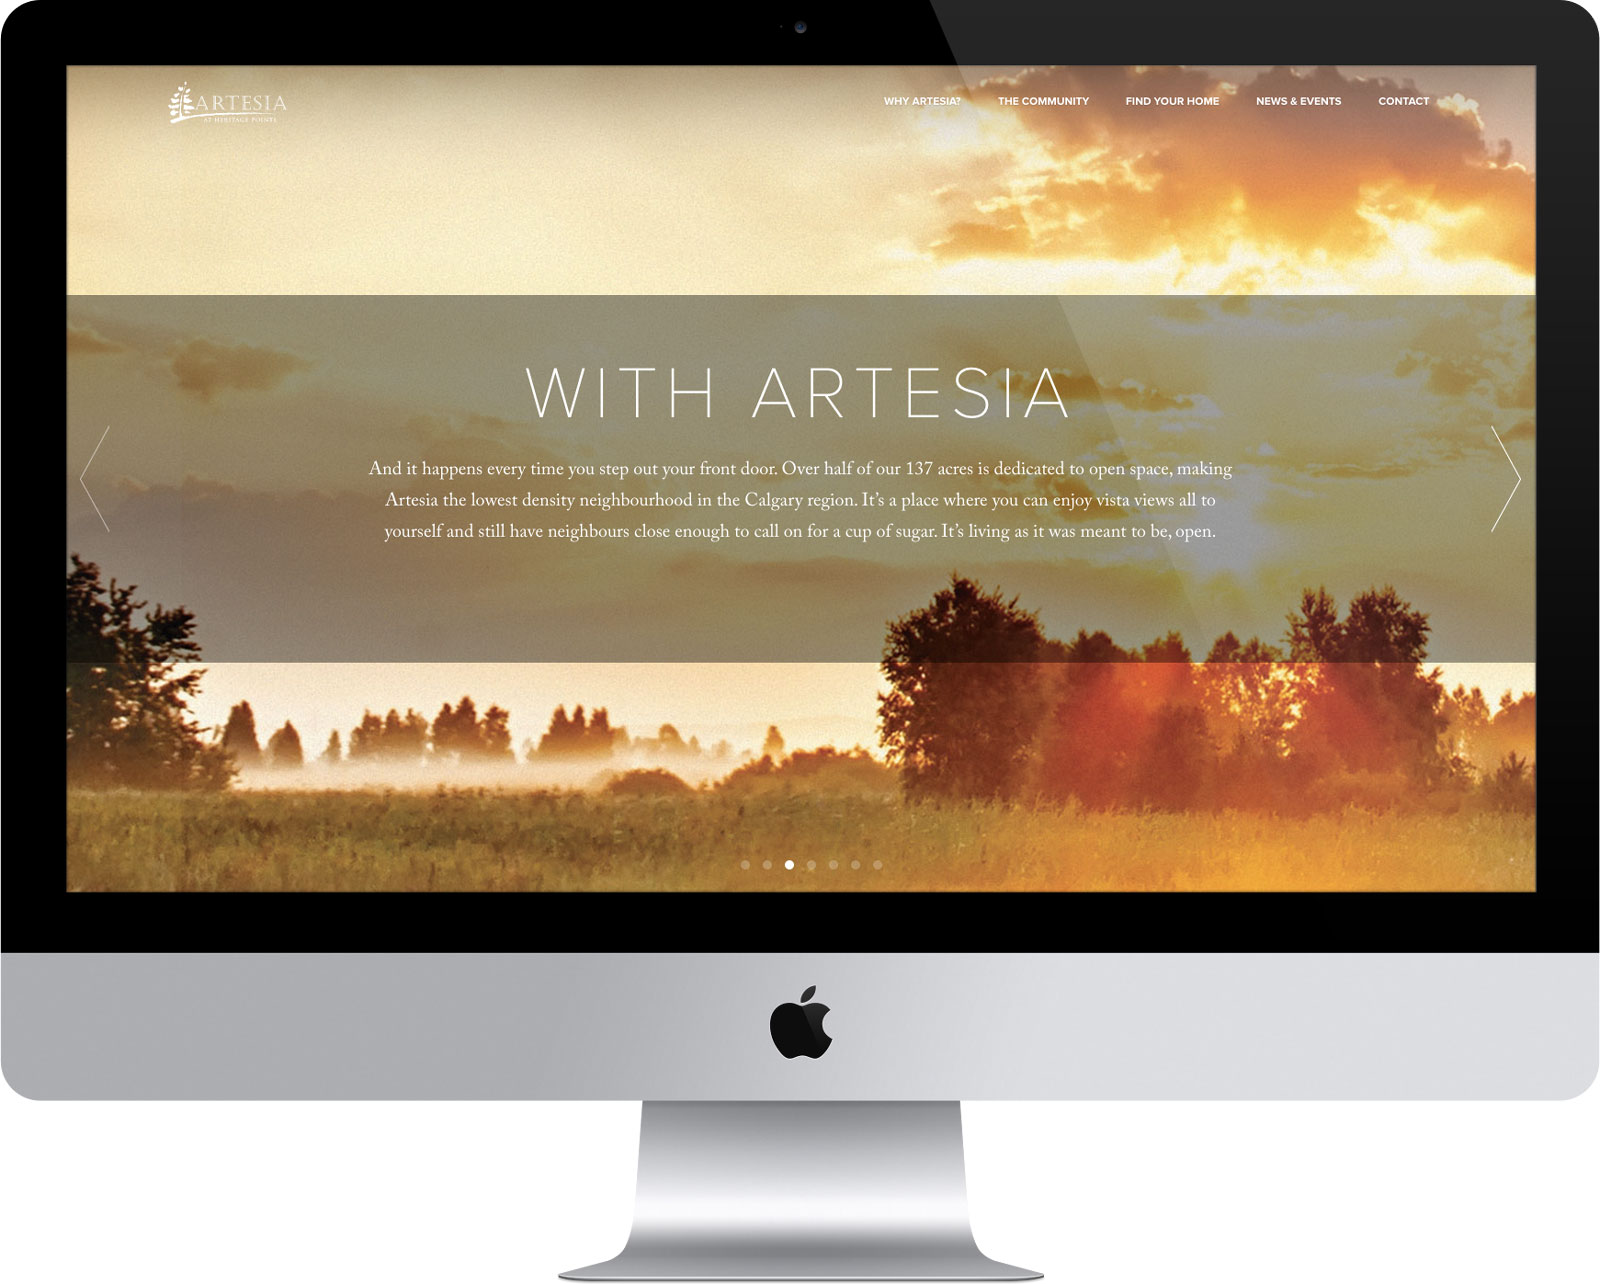 ARTESIA
AT HERITAGE POINTE
WHY ARTESIA? THE COMMUNITY FIND YOUR HOME NEWS & EVENTS CONTACT
WITH ARTESIA
And it happens every time you step out your front door. Over half of our 137 acres is dedicated to open space, making
Artesia the lowest density neighbourhood in the Calgary region. It’s a place where you can enjoy vista views all to
yourself and still have neighbours close enough to call on for a cup of sugar. It’s living as it was meant to be, open.